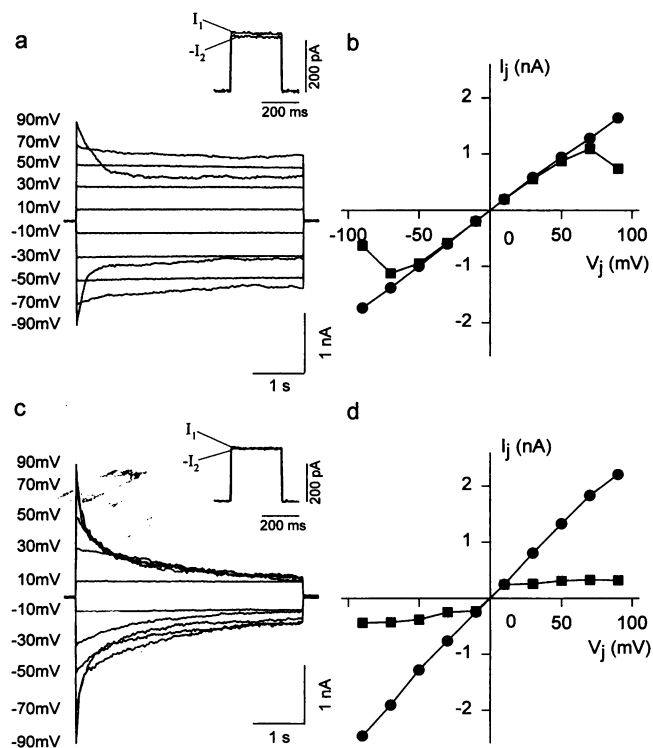 a
I1
-I2
200 pA
200 ms
90mV
70mV
50mV
30mV
10mV
-10mV
-30mV
-50mV
-70mV
-90mV
1 nA
1 s
b
Ij (nA)
2
1
-100
-50
0
50
100
Vj (mV)
-1
-2
c
I1
-I2
200 pA
200 ms
90mV
70mV
50mV
30mV
10mV
-10mV
-30mV
-50mV
-70mV
-90mV
1 nA
1 s
d
Ij (nA)
2
1
0
50
100
Vj (mV)
-1
-2